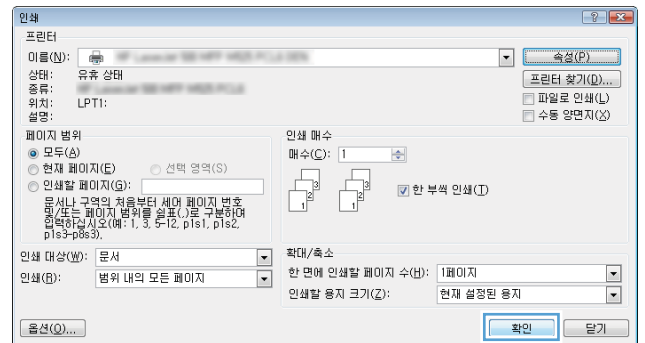 인쇄
프린터
이름(N):
속성(P)
상태: 유휴 상태
프린터 찾기(D)...
종류:
위치: LPT1:
파일로 인쇄(L)
설명:
수동 양면지(X)
페이지 범위
모두(A)
현재 페이지(E) 선택 영역(S)
인쇄할 페이지(G):
문서나 구역의 처음부터 세어 페이지 번호
및/또는 페이지 범위를 쉼표(,)로 구분하여
입력하십시오(예: 1, 3, 5-12, p1s1, p1s2,
p1s3-p8s3).
인쇄 매수
매수(C): 1
1 2 3 1 2 3
한 부씩 인쇄(T)
인쇄 대상(W): 문서
인쇄(R): 범위 내의 모든 페이지
확대/축소
한 면에 인쇄할 페이지 수(H): 1페이지
인쇄할 용지 크기(Z): 현재 설정된 용지
옵션(O)...
확인
닫기